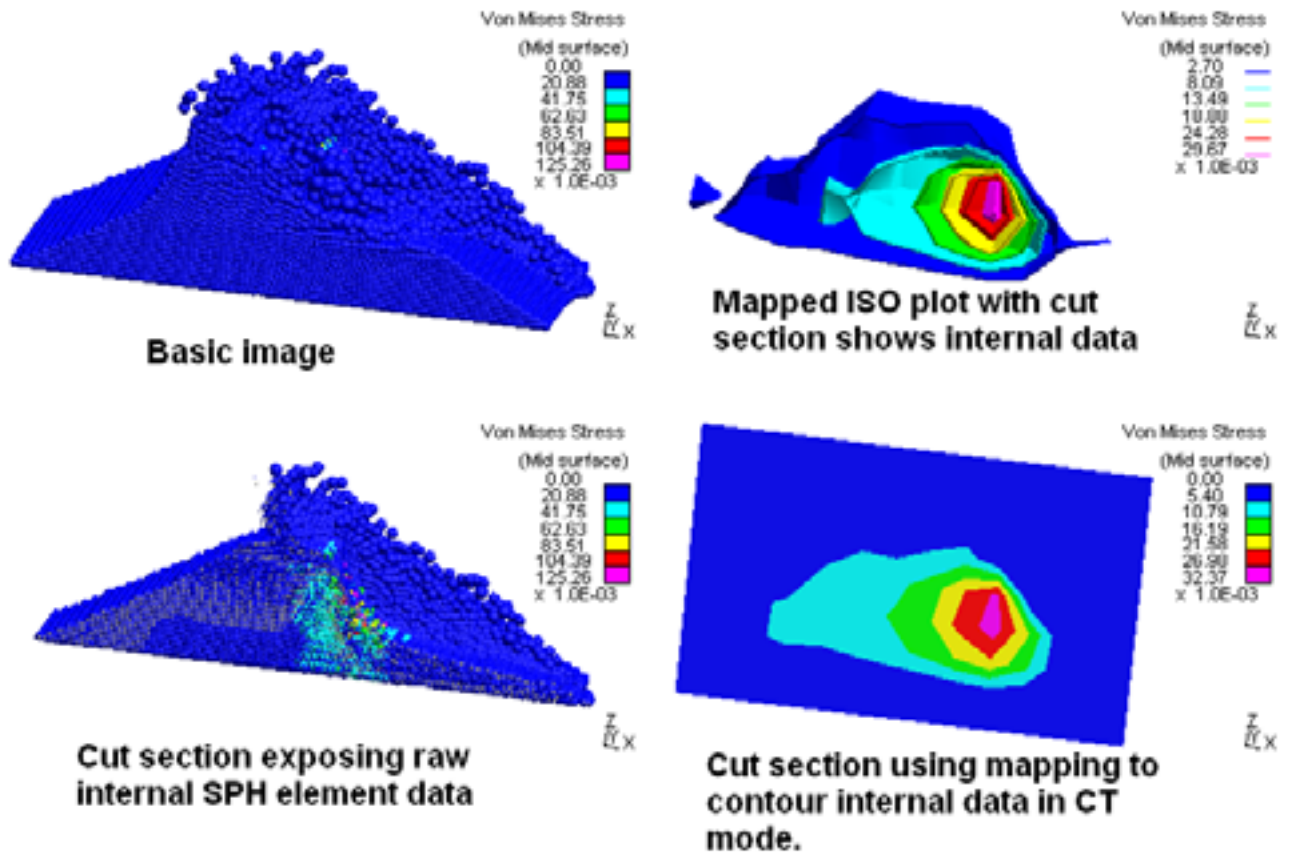 Von Mises Stress
(Mid surface)
0.00
20.88
41.75
62.63
83.51
104.39
125.26
x 1.0E-03
Z
Y X
Basic image
Von Mises Stress
(Mid surface)
2.70
8.09
13.49
18.88
24.28
29.67
x 1.0E-03
Z
Y X
Mapped ISO plot with cut
section shows internal data
Von Mises Stress
(Mid surface)
0.00
20.88
41.75
62.63
83.51
104.39
125.26
x 1.0E-03
Z
Y X
Cut section exposing raw
internal SPH element data
Von Mises Stress
(Mid surface)
0.00
5.40
10.79
16.19
21.58
26.98
32.37
x 1.0E-03
Z
Y X
Cut section using mapping to
contour internal data in CT
mode.